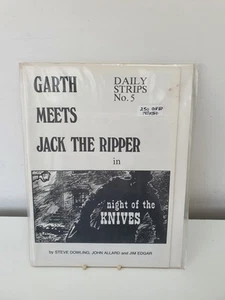 GARTH
MEETS
JACK THE RIPPER
in
DAILY
STRIPS
No. 5
night of the
KNIVES
by STEVE DOWLING, JOHN ALLARD and JIM EDGAR